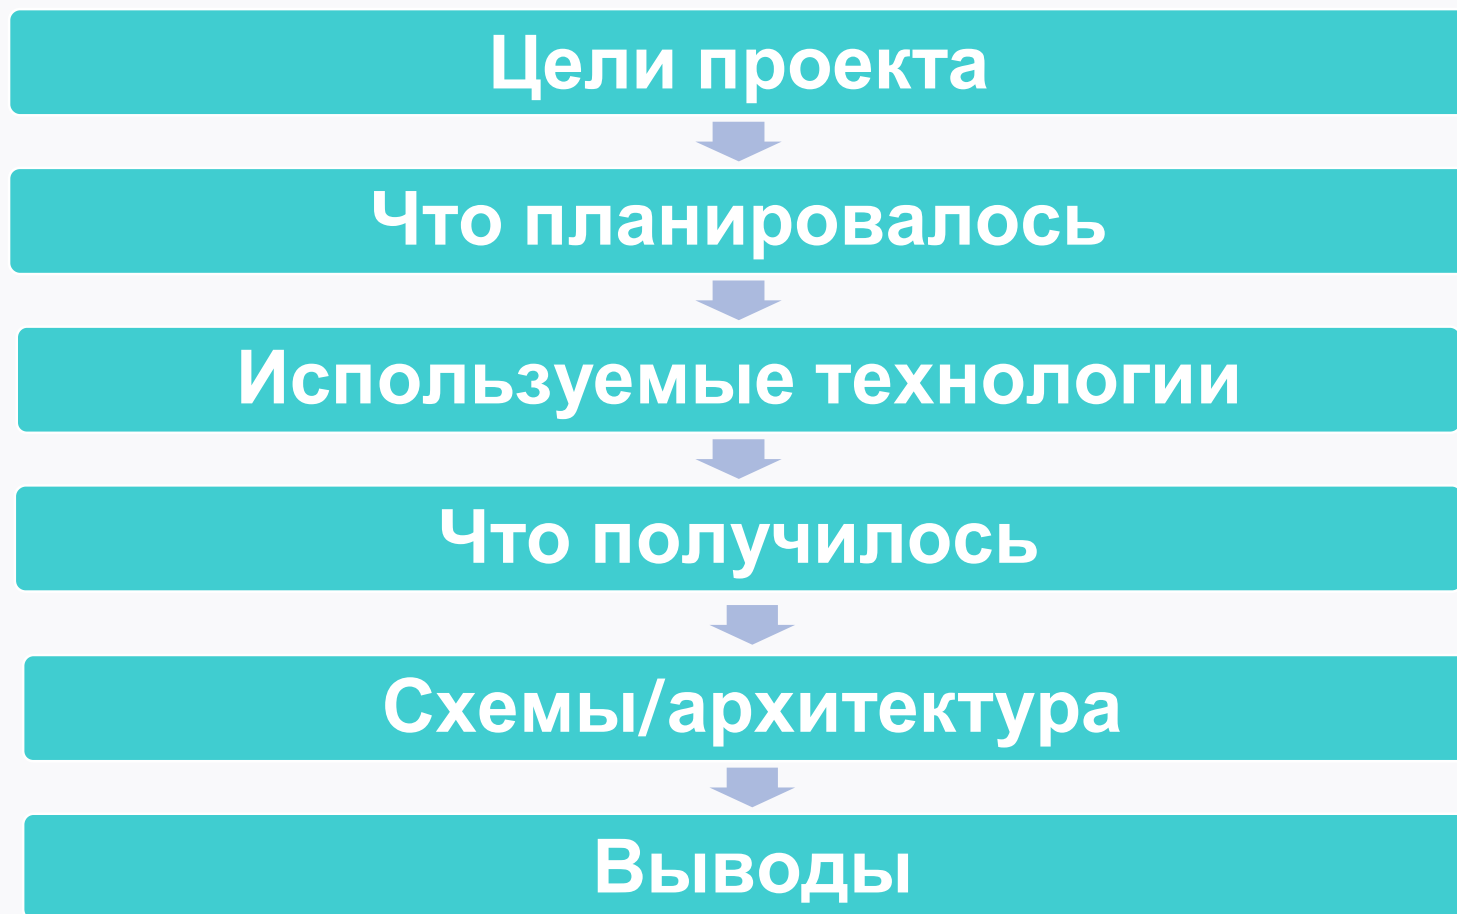 Цели проекта
Что планировалось
Используемые технологии
Что получилось
Схемы/архитектура
Выводы